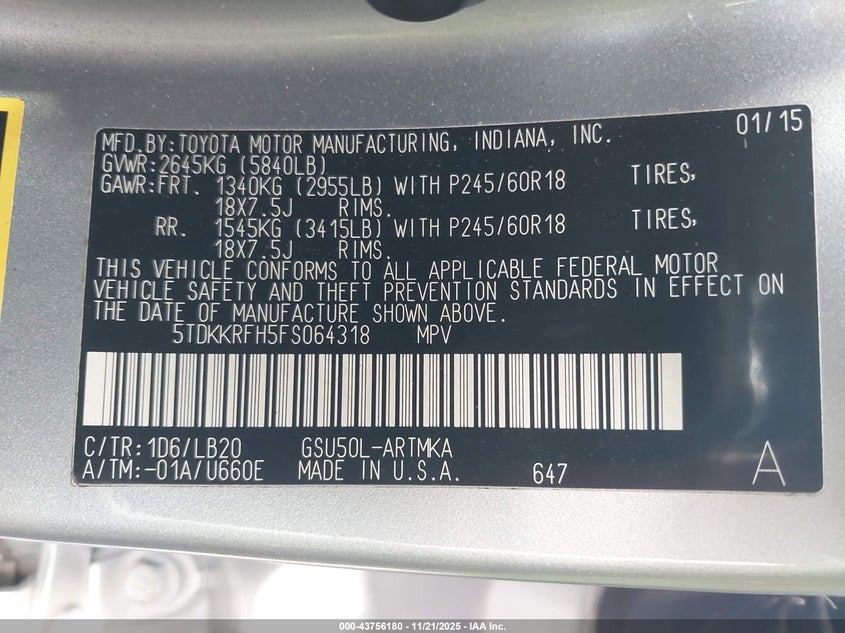 01/15
MFD.BY:TOYOTA MOTOR MANUFACTURING, INDIANA, INC.
GVWR:2645KG (5840LB)
GAWR:FRT. 1340KG (2955LB) WITH P245/60R18 TIRES,
18X7.5J RIMS.
RR. 1545KG (3415LB) WITH P245/60R18 TIRES,
18X7.5J RIMS.
THIS VEHICLE CONFORMS TO ALL APPLICABLE FEDERAL MOTOR
VEHICLE SAFETY AND THEFT PREVENTION STANDARDS IN EFFECT ON
THE DATE OF MANUFACTURE SHOWN ABOVE.
5TDKKRFH5FS064318 MPV
C/TR:1D6/LB20 GSU50L-ARTMKA
A/TM:-01A/U660E MADE IN U.S.A. 647 A
000-43756180 - 11/21/2025 - IAA Inc.